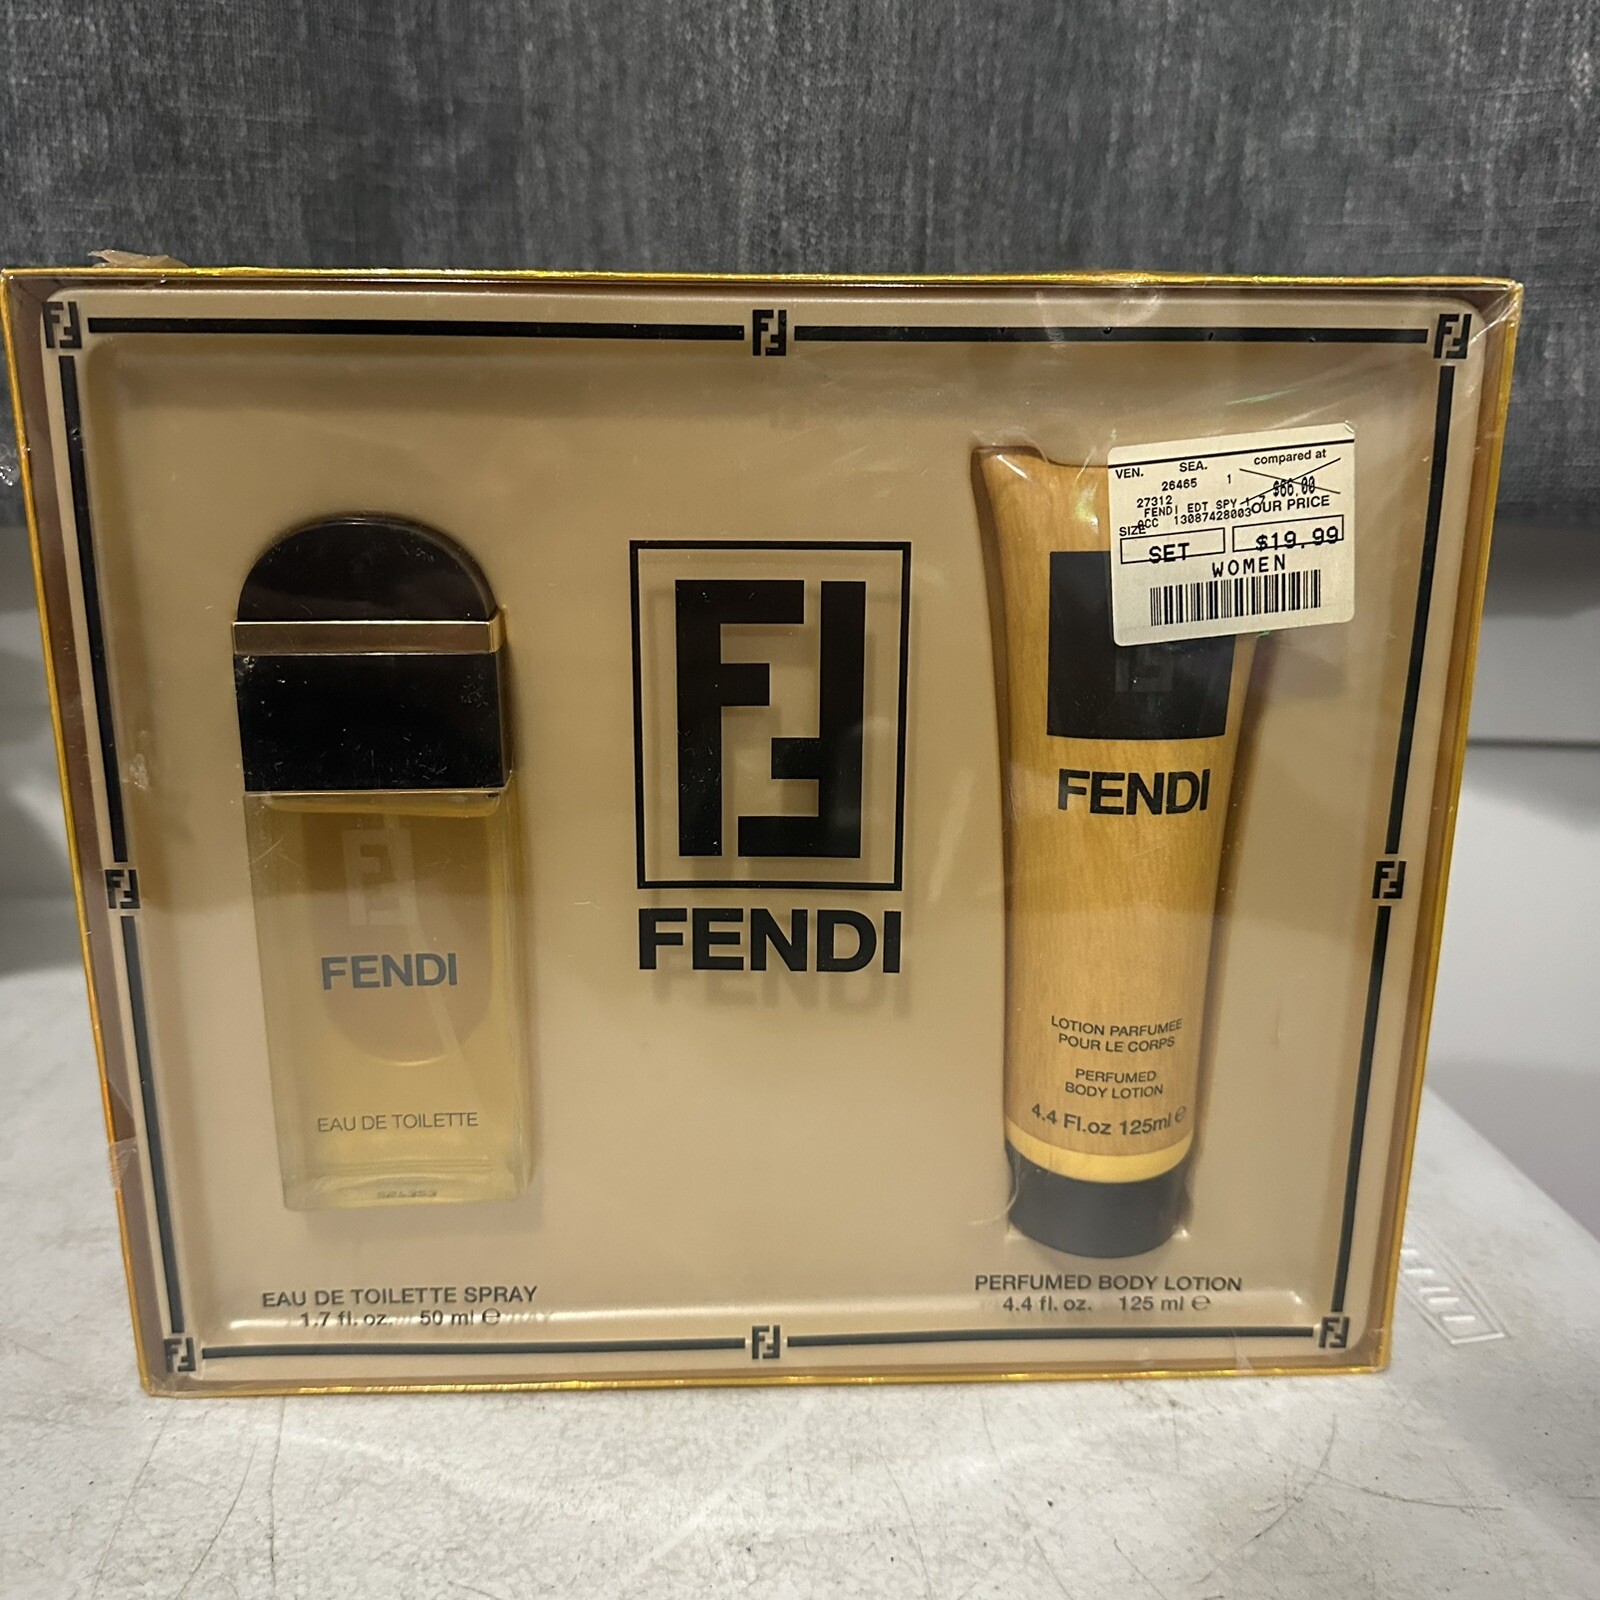 VEN. SEA. compared at
26465 1 $66.00
27312
FENDI EDT SPY 1.7
OUR PRICE
SIZE
13087428003
SET $19.99
WOMEN
FENDI
EAU DE TOILETTE
FENDI
FENDI
LOTION PARFUMÉE
POUR LE CORPS
PERFUMED
BODY LOTION
4.4 Fl.oz 125ml ℮
EAU DE TOILETTE SPRAY
1.7 fl. oz. 50 ml ℮
PERFUMED BODY LOTION
4.4 fl. oz. 125 ml ℮